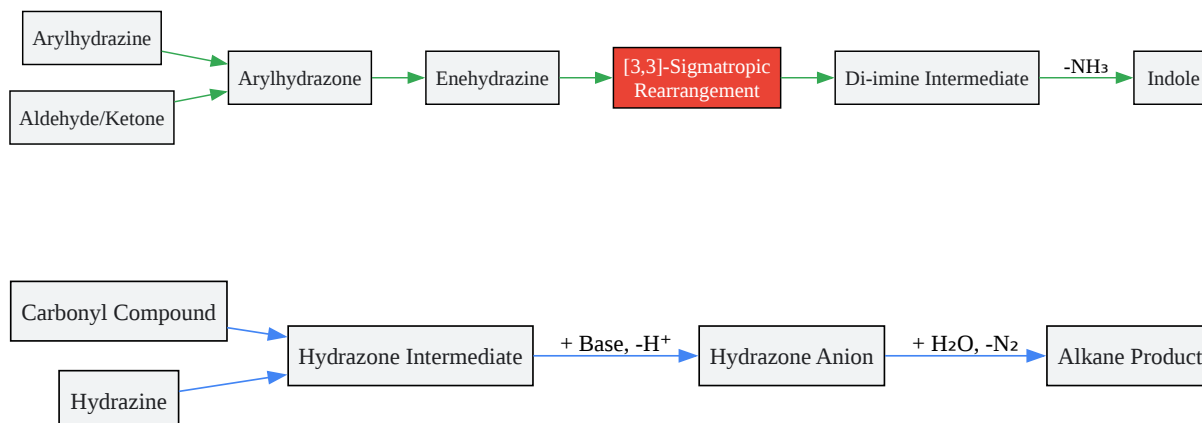 Arylhydrazine
Aldehyde/Ketone
Arylhydrazone
Enehydrazine
[3,3]-Sigmatropic
Rearrangement
Di-imine Intermediate
-NH₃
Indole
Carbonyl Compound
Hydrazine
Hydrazone Intermediate
+ Base, -H⁺
Hydrazone Anion
+ H₂O, -N₂
Alkane Product